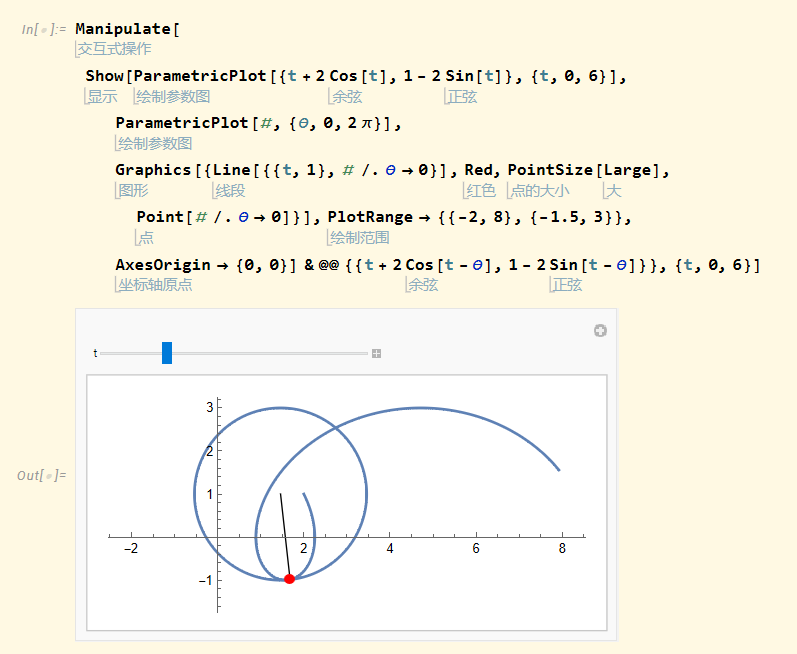 In[ ]:= Manipulate[
交互式操作
Show[ParametricPlot[{t + 2 Cos[t], 1 - 2 Sin[t]}, {t, 0, 6}],
显示 绘制参数图 余弦 正弦
ParametricPlot[#, {θ, 0, 2 π}],
绘制参数图
Graphics[{Line[{{t, 1}, # /. θ → 0}], Red, PointSize[Large],
图形 线段 红色 点的大小 大
Point[# /. θ → 0]}], PlotRange → {{-2, 8}, {-1.5, 3}},
点 绘制范围
AxesOrigin → {0, 0}] & @@ {{t + 2 Cos[t - θ], 1 - 2 Sin[t - θ]}}, {t, 0, 6}]
坐标轴原点 余弦 正弦
t
Out[ ]=
3
2
1
-2 2 4 6 8
-1